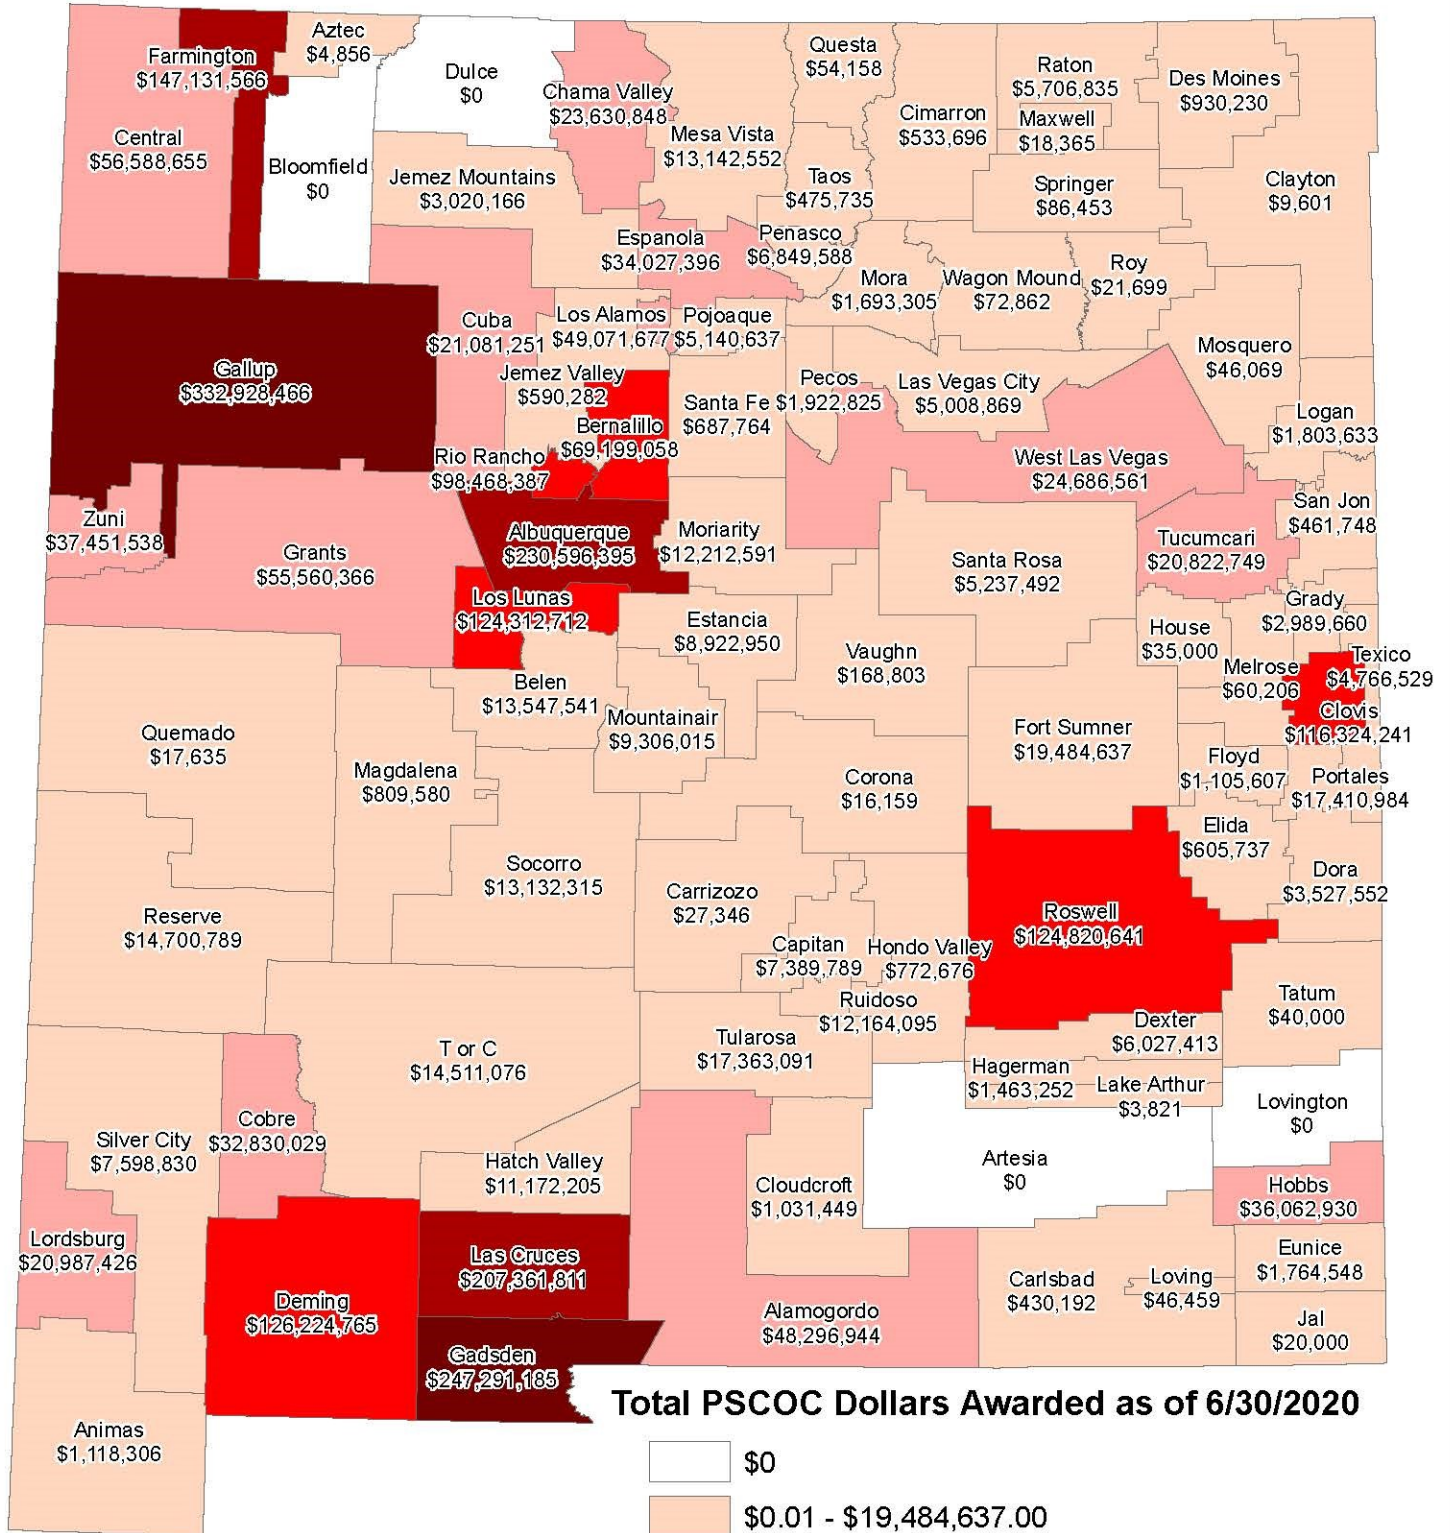 Aztec
$4,856
Farmington
$147,131,566
Dulce
$0
Questa
$54,158
Raton
$5,706,835
Des Moines
$930,230
Chama Valley
$23,630,848
Cimarron
$533,696
Maxwell
$18,365
Central
$56,588,655
Mesa Vista
$13,142,552
Bloomfield
$0
Jemez Mountains
$3,020,166
Taos
$475,735
Springer
$86,453
Clayton
$9,601
Espanola
$34,027,396
Penasco
$6,849,588
Mora
$1,693,305
Wagon Mound
$72,862
Roy
$21,699
Cuba
$21,081,251
Los Alamos
$49,071,677
Pojoaque
$5,140,637
Mosquero
$46,069
Gallup
$332,928,466
Jemez Valley
$590,282
Santa Fe
$687,764
Pecos
$1,922,825
Las Vegas City
$5,008,869
Logan
$1,803,633
Bernalillo
$69,199,058
Rio Rancho
$98,468,387
West Las Vegas
$24,686,561
San Jon
$461,748
Zuni
$37,451,538
Grants
$55,560,366
Albuquerque
$230,596,395
Moriarity
$12,212,591
Santa Rosa
$5,237,492
Tucumcari
$20,822,749
Los Lunas
$124,312,712
Estancia
$8,922,950
Grady
$2,989,660
House
$35,000
Vaughn
$168,803
Texico
$4,766,529
Melrose
$60,206
Belen
$13,547,541
Mountainair
$9,306,015
Clovis
$116,324,241
Quemado
$17,635
Fort Sumner
$19,484,637
Magdalena
$809,580
Corona
$16,159
Floyd
$1,105,607
Portales
$17,410,984
Elida
$605,737
Socorro
$13,132,315
Carrizozo
$27,346
Dora
$3,527,552
Reserve
$14,700,789
Roswell
$124,820,641
Capitan
$7,389,789
Hondo Valley
$772,676
Ruidoso
$12,164,095
Tatum
$40,000
Dexter
$6,027,413
T or C
$14,511,076
Tularosa
$17,363,091
Hagerman
$1,463,252
Lake Arthur
$3,821
Lovington
$0
Cobre
$32,830,029
Silver City
$7,598,830
Hatch Valley
$11,172,205
Cloudcroft
$1,031,449
Artesia
$0
Hobbs
$36,062,930
Lordsburg
$20,987,426
Las Cruces
$207,361,811
Eunice
$1,764,548
Carlsbad
$430,192
Loving
$46,459
Deming
$126,224,765
Alamogordo
$48,296,944
Jal
$20,000
Gadsden
$247,291,185
Animas
$1,118,306
Total PSCOC Dollars Awarded as of 6/30/2020
$0
$0.01 - $19,484,637.00